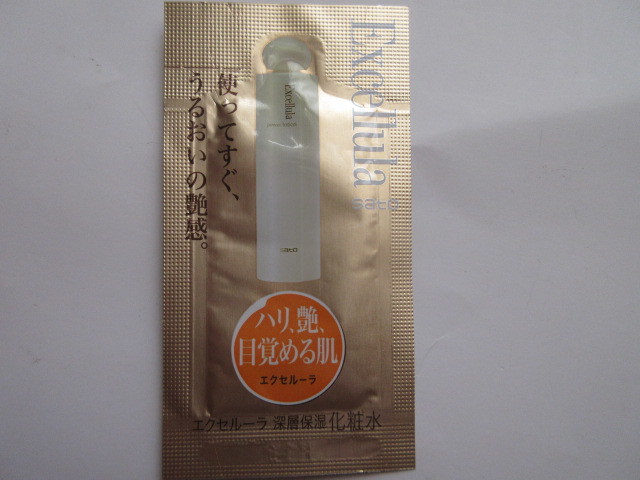 Excellula
sato
使ってすぐ、
うるおいの艶感。
excellula
ハリ、艶、
目覚める肌
エクセルーラ
エクセルーラ 深層保湿 化粧水